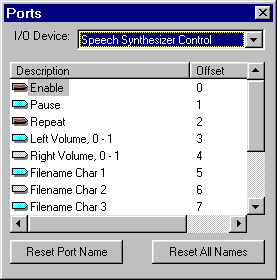 Ports
I/O Device: Speech Synthesizer Control
Description Offset
Enable 0
Pause 1
Repeat 2
Left Volume, 0 - 1 3
Right Volume, 0 - 1 4
Filename Char 1 5
Filename Char 2 6
Filename Char 3 7
Reset Port Name Reset All Names